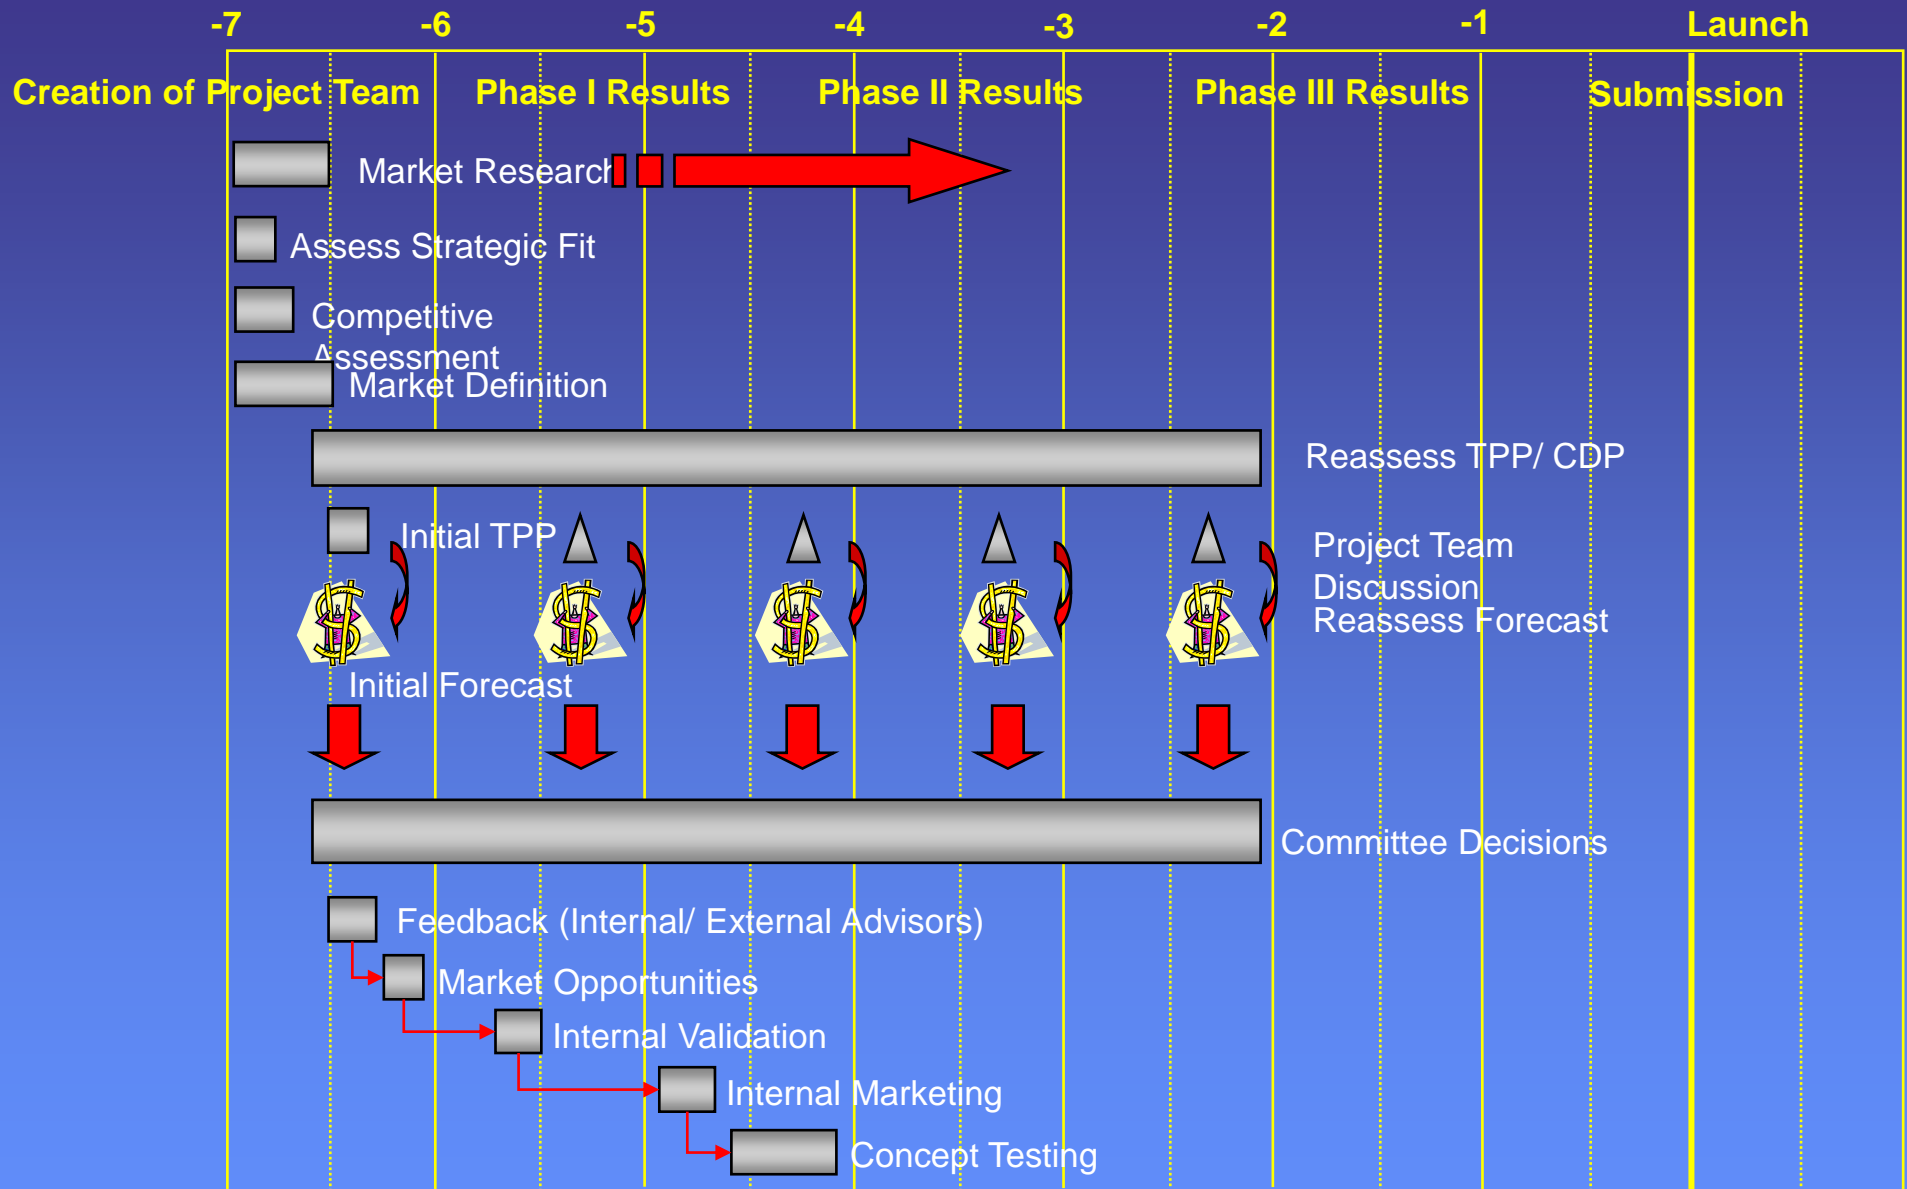 -7 -6 -5 -4 -3 -2 -1 Launch
Creation of Project Team Phase I Results Phase II Results Phase III Results Submission
Market Research
Assess Strategic Fit
Competitive
Assessment
Market Definition
Reassess TPP/ CDP
Initial TPP
Project Team
Discussion
Reassess Forecast
Initial Forecast
Committee Decisions
Feedback (Internal/ External Advisors)
Market Opportunities
Internal Validation
Internal Marketing
Concept Testing